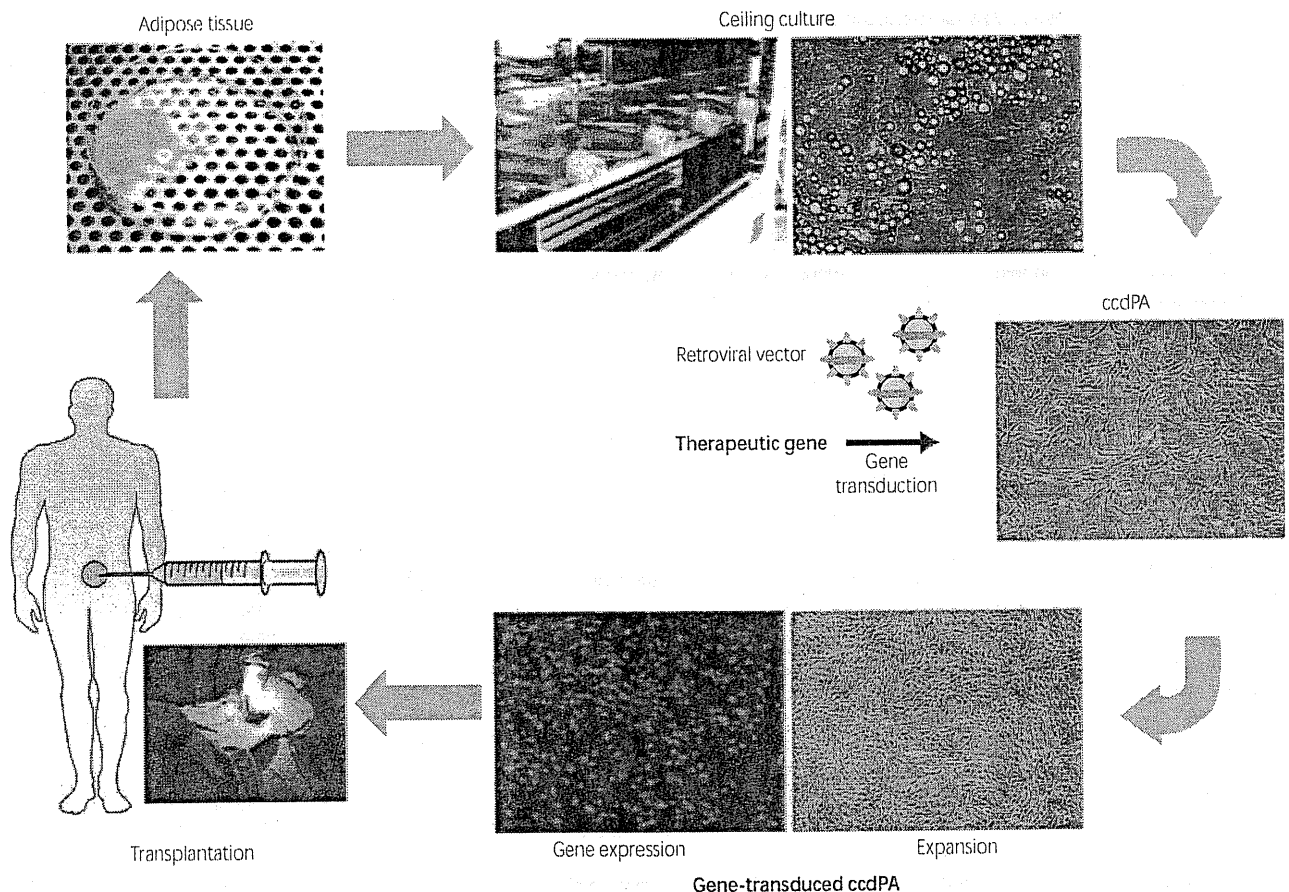 Adipose tissue
Ceiling culture
ccdPA
Retroviral vector
Therapeutic gene
Gene
transduction
Transplantation
Gene expression
Expansion
Gene-transduced ccdPA